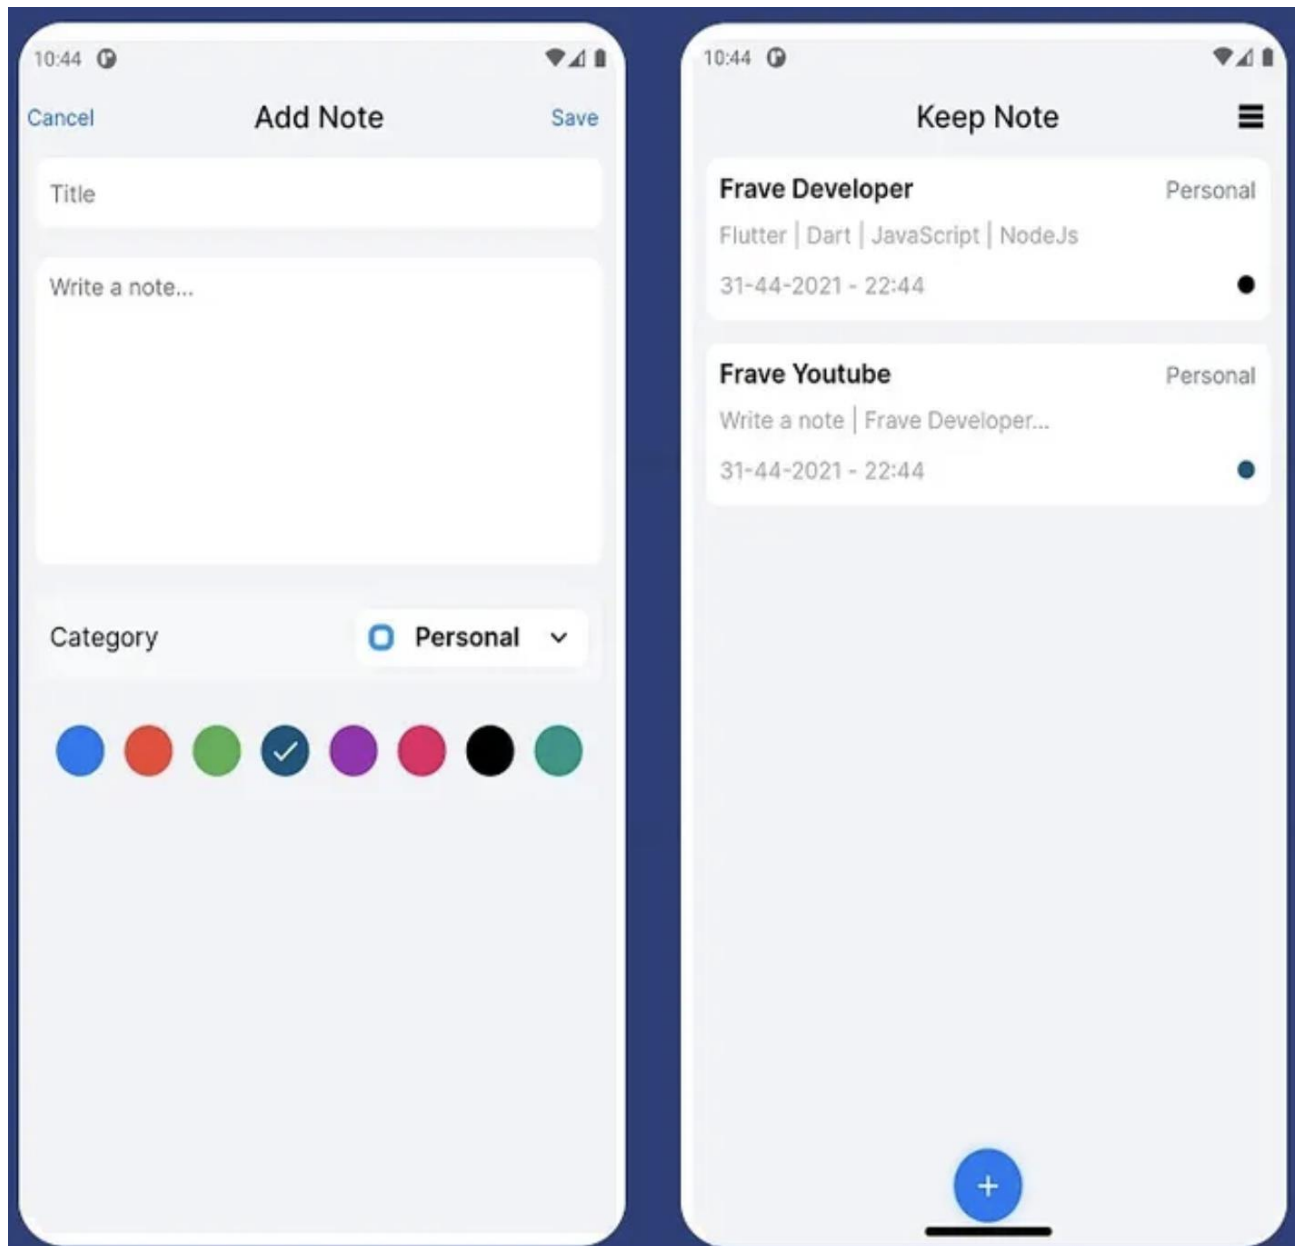 10:44
Cancel
Add Note
Save
Title
Write a note...
Category
Personal
10:44
Keep Note
Frave Developer
Personal
Flutter | Dart | JavaScript | NodeJs
31-44-2021 - 22:44
Frave Youtube
Personal
Write a note | Frave Developer...
31-44-2021 - 22:44
+